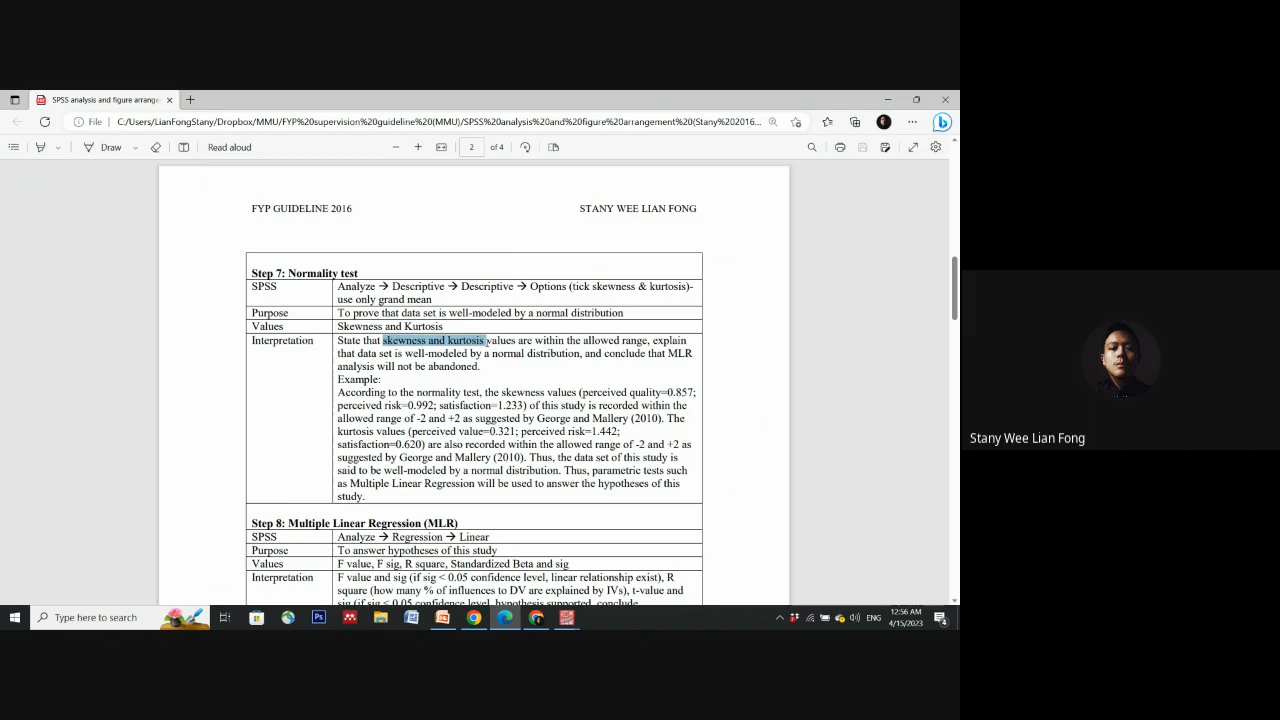 SPSS analysis and figure arrange
File
C:/Users/LianFongStany/Dropbox/MMU/FYP%20supervision%20guideline%20(MMU)/SPSS%20analysis%20and%20figure%20arrangement%20(Stany%202016...
Draw
Read aloud
2
of 4
FYP GUIDELINE 2016
STANY WEE LIAN FONG
Step 7: Normality test
SPSS
Analyze → Descriptive → Descriptive → Options (tick skewness & kurtosis)-
use only grand mean
Purpose
To prove that data set is well-modeled by a normal distribution
Values
Skewness and Kurtosis
Interpretation
State that skewness and kurtosis values are within the allowed range, explain
that data set is well-modeled by a normal distribution, and conclude that MLR
analysis will not be abandoned.
Example:
According to the normality test, the skewness values (perceived quality=0.857;
perceived risk=0.992; satisfaction=1.233) of this study is recorded within the
allowed range of -2 and +2 as suggested by George and Mallery (2010). The
kurtosis values (perceived value=0.321; perceived risk=1.442;
satisfaction=0.620) are also recorded within the allowed range of -2 and +2 as
suggested by George and Mallery (2010). Thus, the data set of this study is
said to be well-modeled by a normal distribution. Thus, parametric tests such
as Multiple Linear Regression will be used to answer the hypotheses of this
study.
Step 8: Multiple Linear Regression (MLR)
SPSS
Analyze → Regression → Linear
Purpose
To answer hypotheses of this study
Values
F value, F sig, R square, Standardized Beta and sig
Interpretation
F value and sig (if sig < 0.05 confidence level, linear relationship exist), R
square (how many % of influences to DV are explained by IVs), t-value and
sig (if sig < 0.05 confidence level, hypothesis supported, conclude
Type here to search
Ps
ENG
12:56 AM
4/15/2023
4
Stany Wee Lian Fong